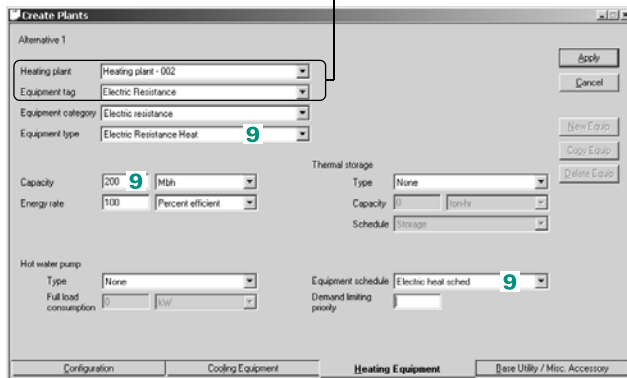 Create Plants
Alternative 1
Apply
Heating plant Heating plant - 002
Cancel
Equipment tag Electric Resistance
Equipment category Electric resistance
New Equip
Equipment type Electric Resistance Heat 9
Copy Equip
Thermal storage
Delete Equip
Capacity 200 9 Mbh
Type None
Energy rate 100 Percent efficient
Capacity 0 ton-hr
Schedule Storage
Hot water pump
Type None
Equipment schedule Electric heat sched 9
Full load consumption 0 kW
Demand limiting priority
Configuration Cooling Equipment Heating Equipment Base Utility / Misc. Accessory